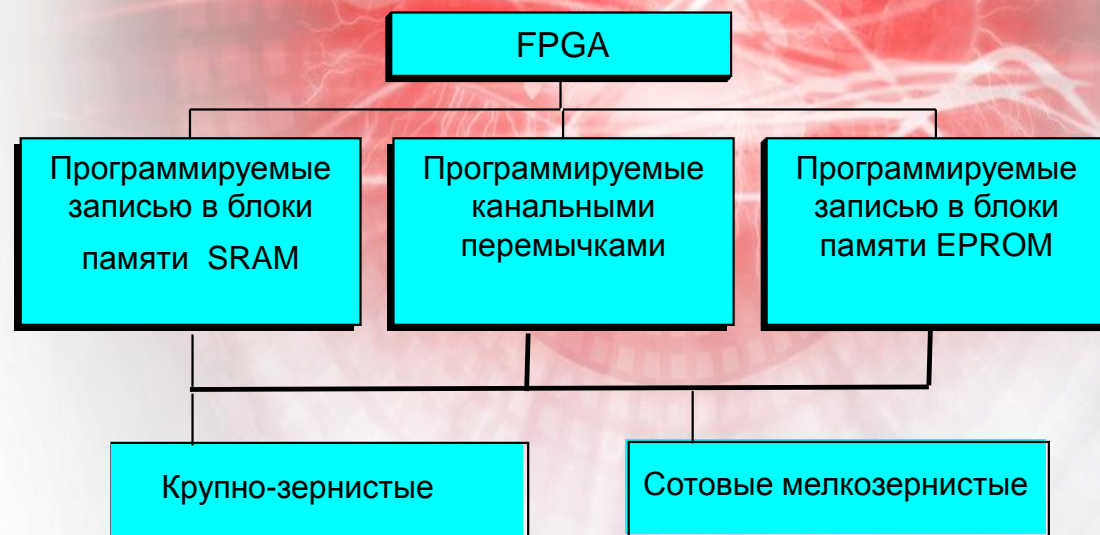 FPGA
Программируемые
записью в блоки
памяти SRAM
Программируемые
канальными
перемычками
Программируемые
записью в блоки
памяти EPROM
Крупно-зернистые
Сотовые мелкозернистые